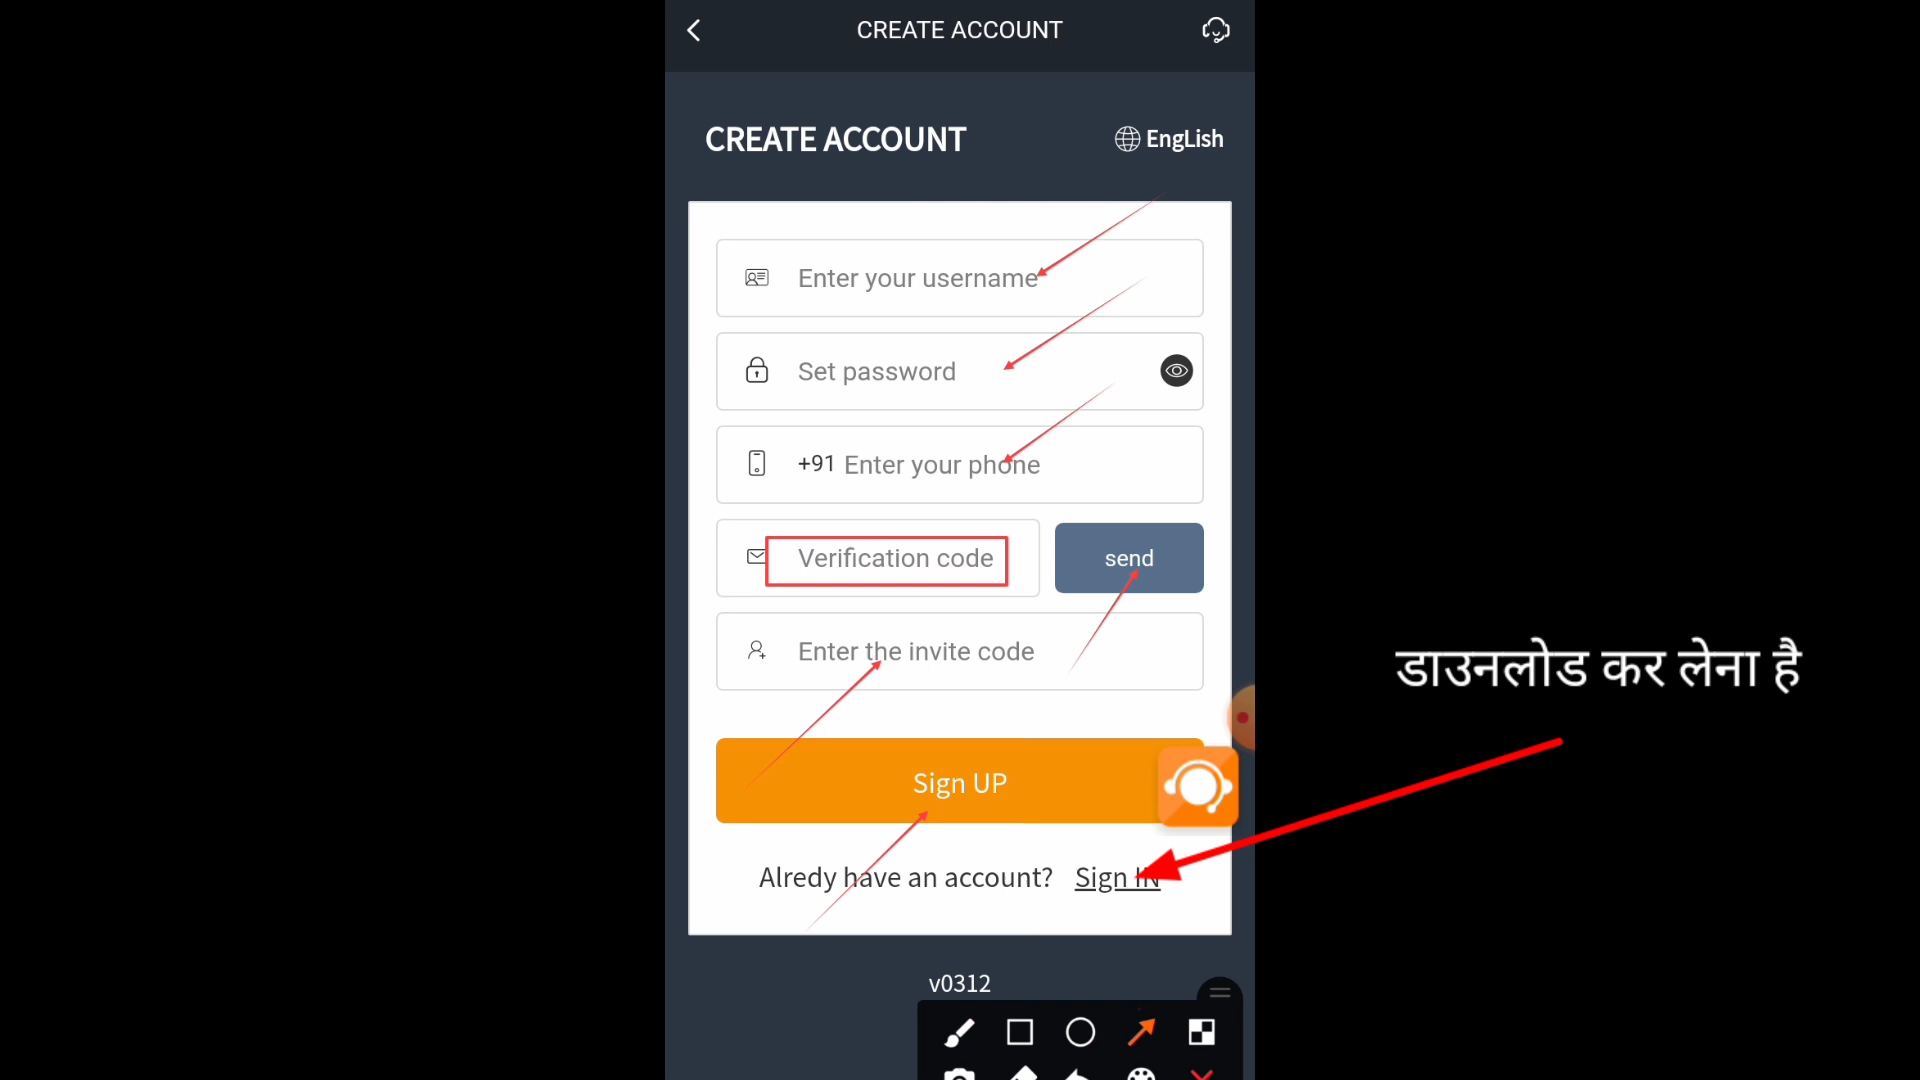 CREATE ACCOUNT
CREATE ACCOUNT
EngLish
Enter your username
Set password
+91 Enter your phone
Verification code
send
Enter the invite code
डाउनलोड कर लेना है
Sign UP
Alredy have an account? Sign IN
v0312